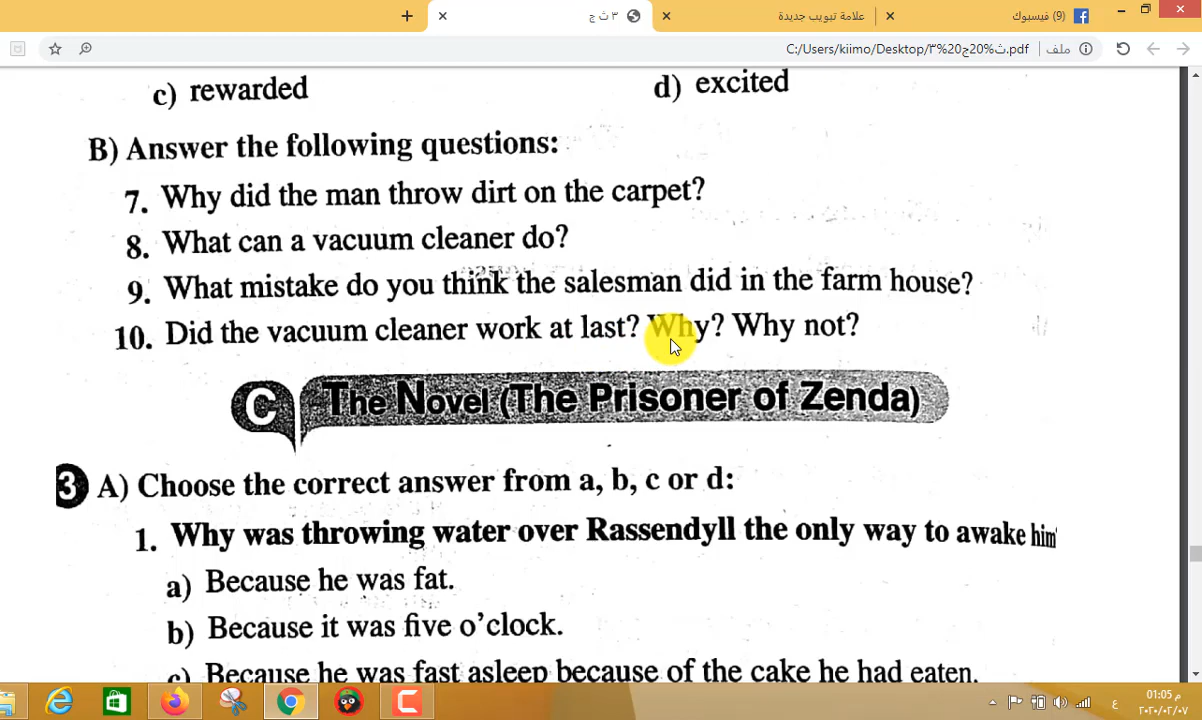 (9) فيسبوك
علامة تبويب جديدة
٣ ث ج
ملف
C:/Users/kiimo/Desktop/٣%20ث%20ج.pdf
c) rewarded
d) excited
B) Answer the following questions:
7. Why did the man throw dirt on the carpet?
8. What can a vacuum cleaner do?
9. What mistake do you think the salesman did in the farm house?
10. Did the vacuum cleaner work at last? Why? Why not?
C The Novel (The Prisoner of Zenda)
3 A) Choose the correct answer from a, b, c or d:
1. Why was throwing water over Rassendyll the only way to awake him
a) Because he was fat.
b) Because it was five o'clock.
c) Because he was fast asleep because of the cake he had eaten.
ع
01:05 م
٢٠٢٠/٠٢/٠٧